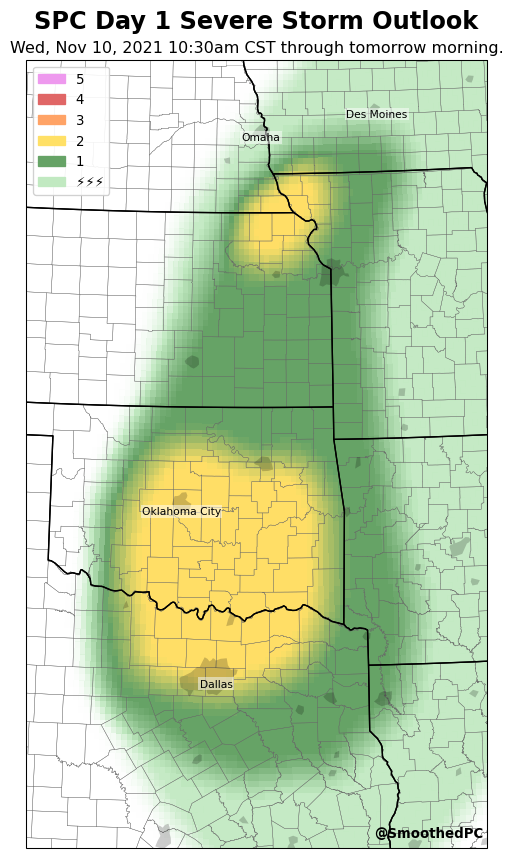 SPC Day 1 Severe Storm Outlook
Wed, Nov 10, 2021 10:30am CST through tomorrow morning.
5
4
3
2
1
⚡⚡⚡
Des Moines
Omaha
Oklahoma City
Dallas
@SmoothedPC